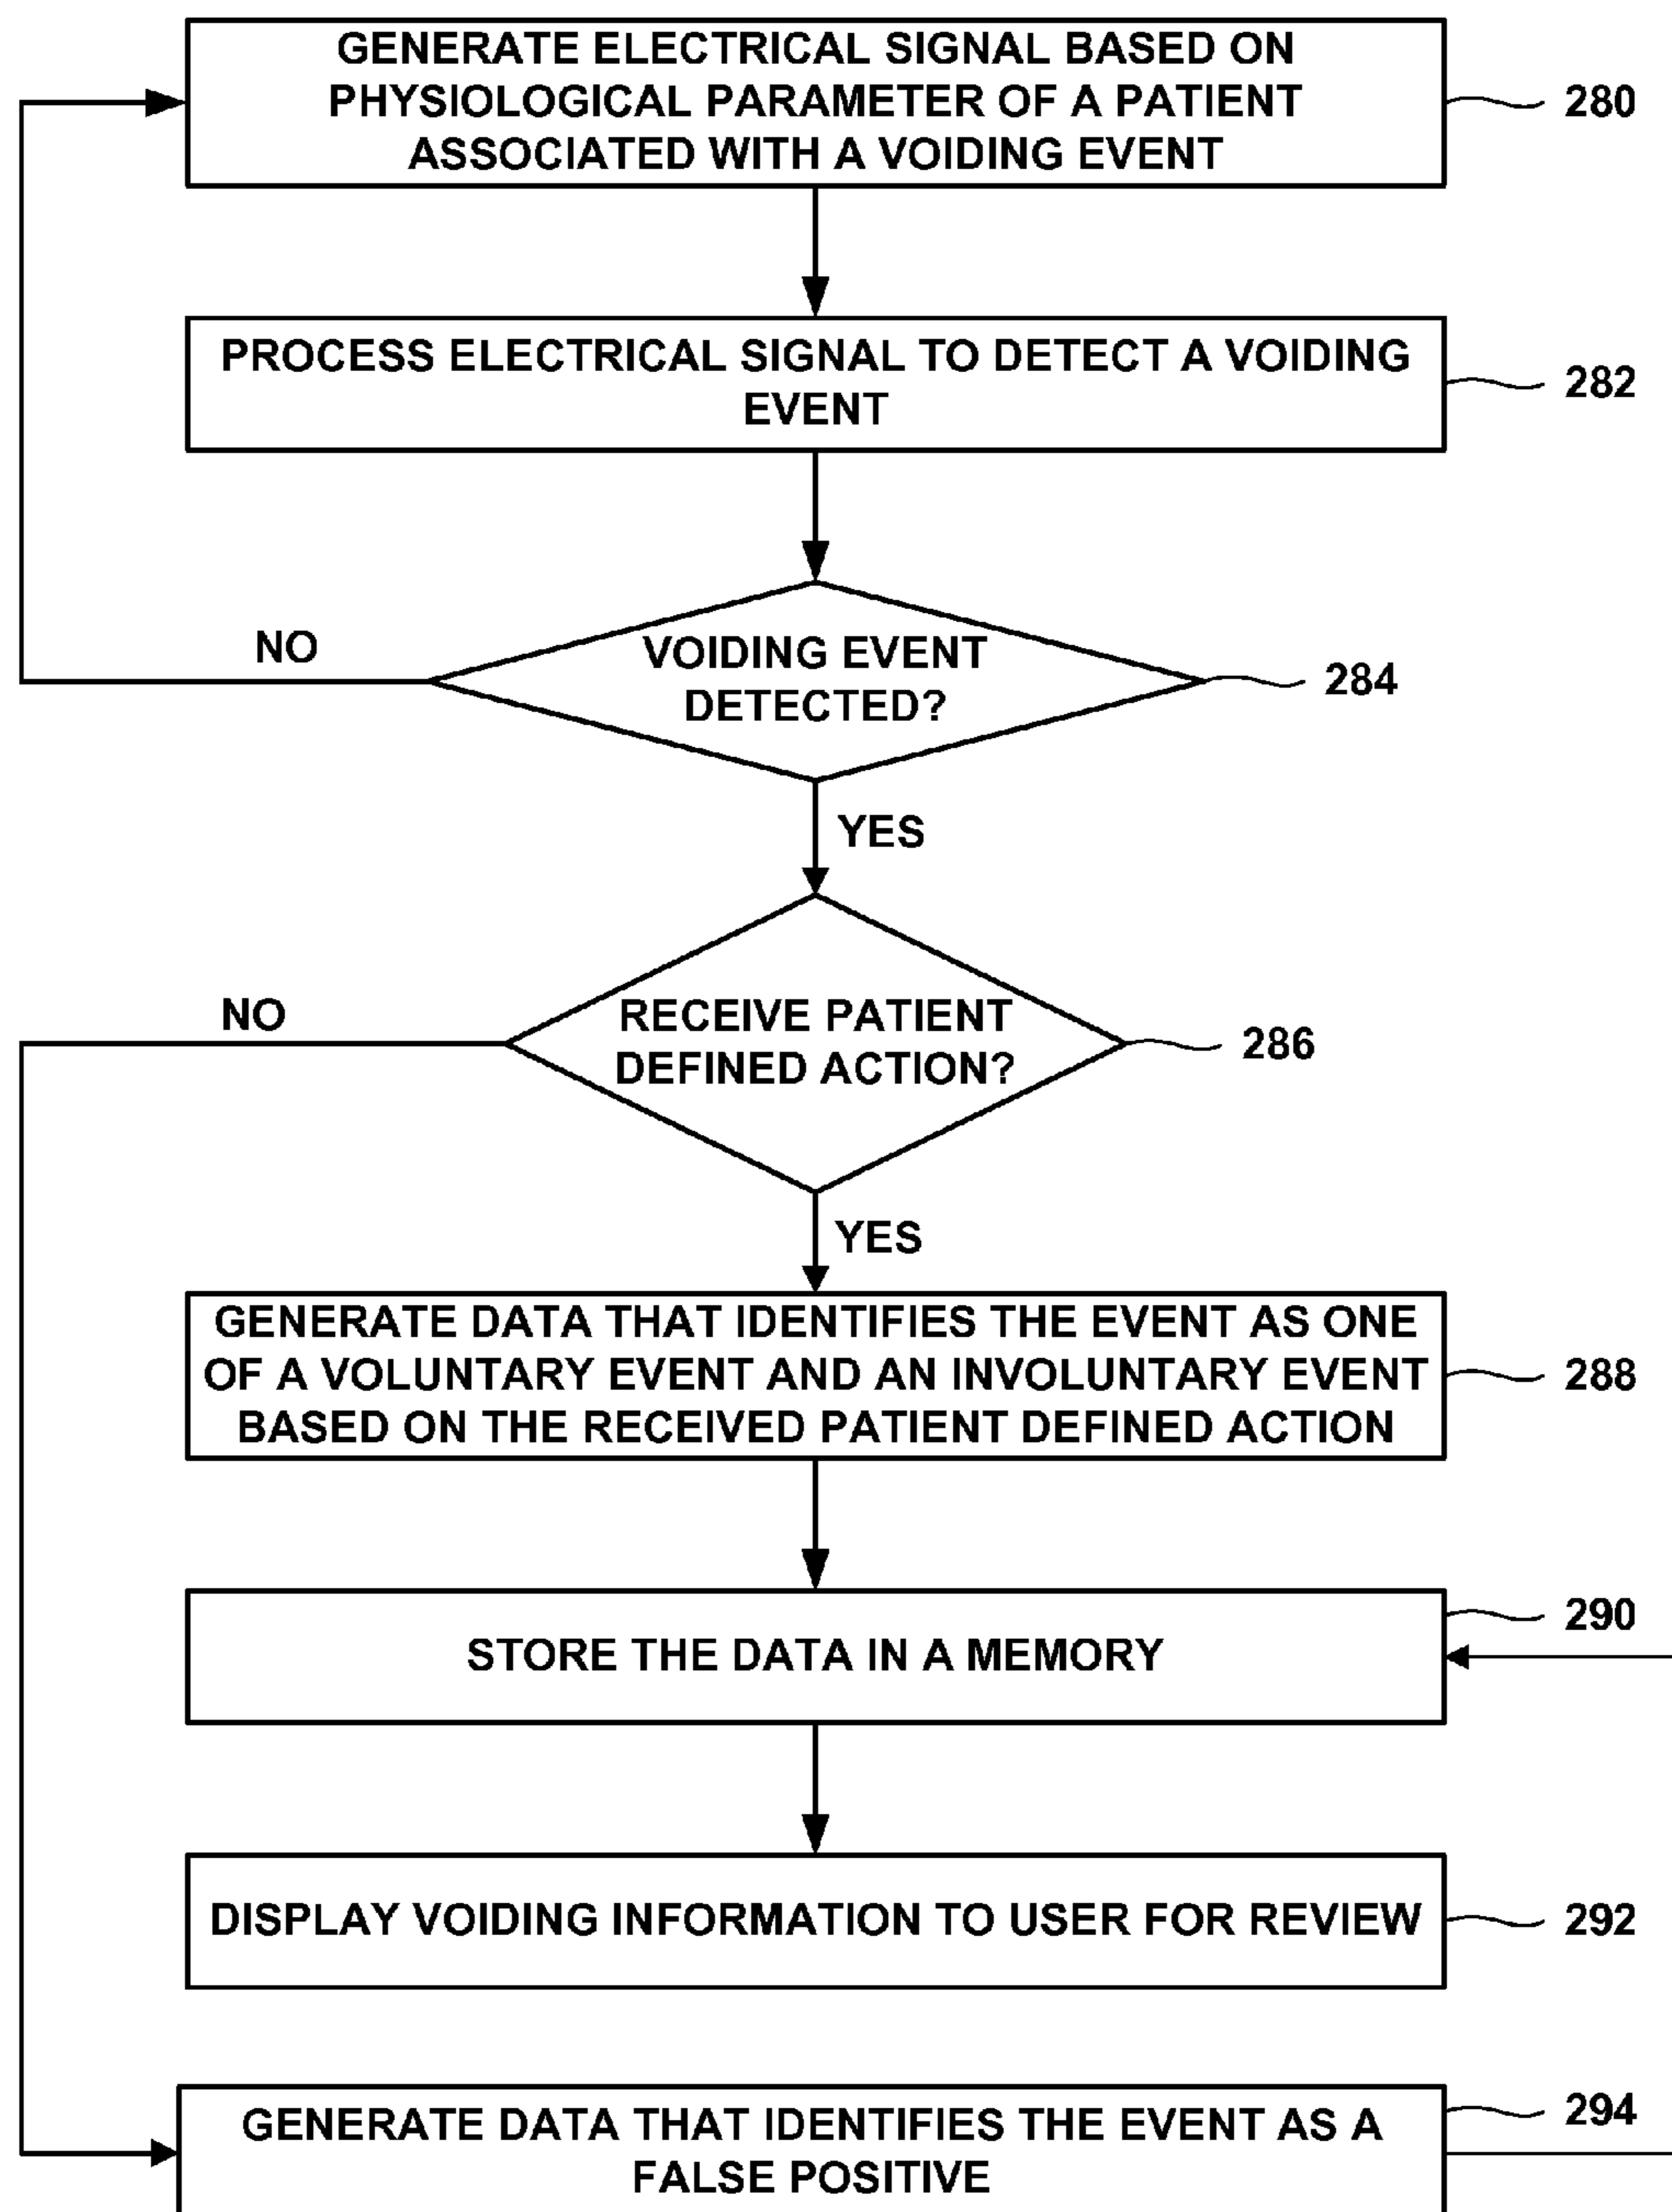 GENERATE ELECTRICAL SIGNAL BASED ON
PHYSIOLOGICAL PARAMETER OF A PATIENT
ASSOCIATED WITH A VOIDING EVENT
280
PROCESS ELECTRICAL SIGNAL TO DETECT A VOIDING
EVENT
282
NO
VOIDING EVENT
DETECTED?
284
YES
NO
RECEIVE PATIENT
DEFINED ACTION?
286
YES
GENERATE DATA THAT IDENTIFIES THE EVENT AS ONE
OF A VOLUNTARY EVENT AND AN INVOLUNTARY EVENT
BASED ON THE RECEIVED PATIENT DEFINED ACTION
288
STORE THE DATA IN A MEMORY
290
DISPLAY VOIDING INFORMATION TO USER FOR REVIEW
292
GENERATE DATA THAT IDENTIFIES THE EVENT AS A
FALSE POSITIVE
294